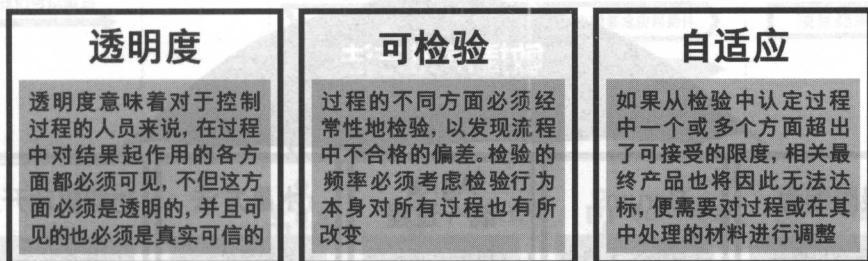 透明度
透明度意味着对于控制
过程的人员来说，在过程
中对结果起作用的各方
面都必须可见，不但这方
面必须是透明的，并且可
见的也必须是真实可信的
可检验
过程的不同方面必须经
常性地检验，以发现流程
中不合格的偏差。检验的
频率必须考虑检验行为
本身对所有过程也有所
改变
自适应
如果从检验中认定过程
中一个或多个方面超出
了可接受的限度，相关最
终产品也将因此无法达
标，便需要对过程或在其
中处理的材料进行调整